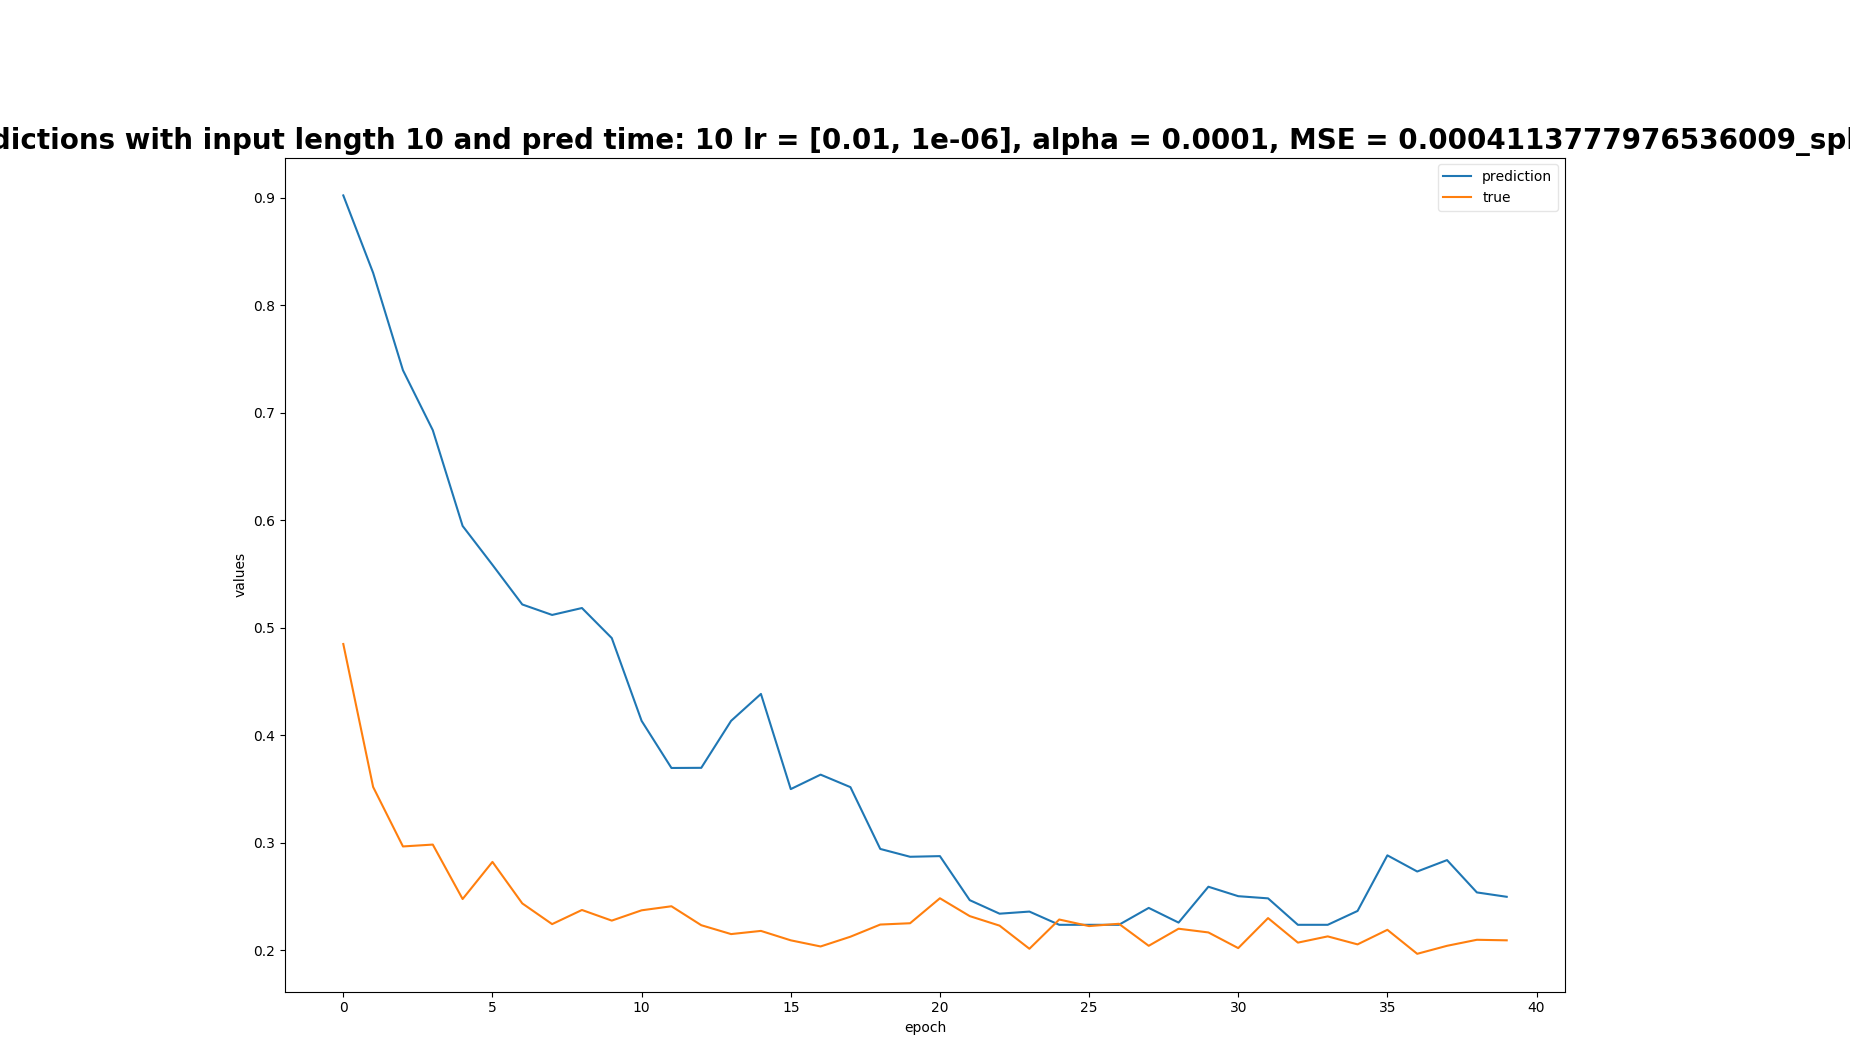 dictions with input length 10 and pred time: 10 lr = [0.01, 1e-06], alpha = 0.0001, MSE = 0.0004113777976536009_spl
prediction
true
0.9
0.8
0.7
0.6
0.5
0.4
0.3
0.2
values
0 5 10 15 20 25 30 35 40
epoch